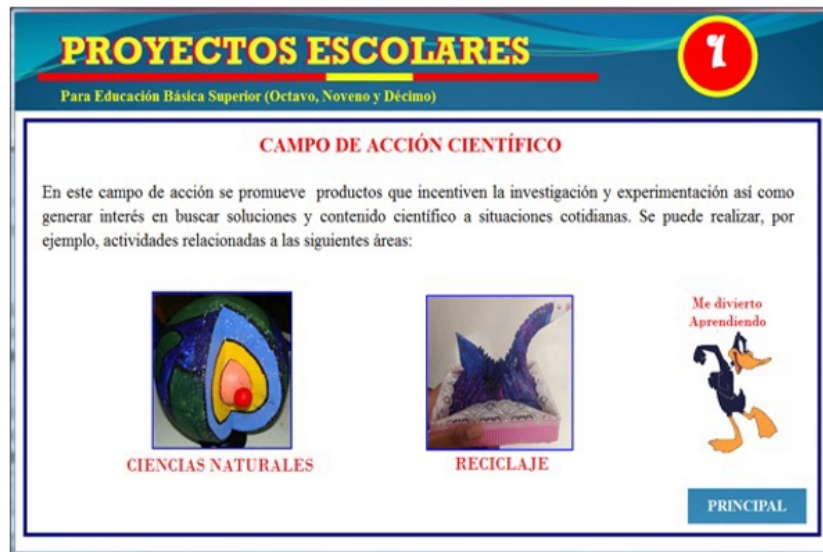 PROYECTOS ESCOLARES
1
Para Educación Básica Superior (Octavo, Noveno y Décimo)
CAMPO DE ACCIÓN CIENTÍFICO
En este campo de acción se promueve productos que incentiven la investigación y experimentación así como
generar interés en buscar soluciones y contenido científico a situaciones cotidianas. Se puede realizar, por
ejemplo, actividades relacionadas a las siguientes áreas:
Me divierto
Aprendiendo
CIENCIAS NATURALES
RECICLAJE
PRINCIPAL